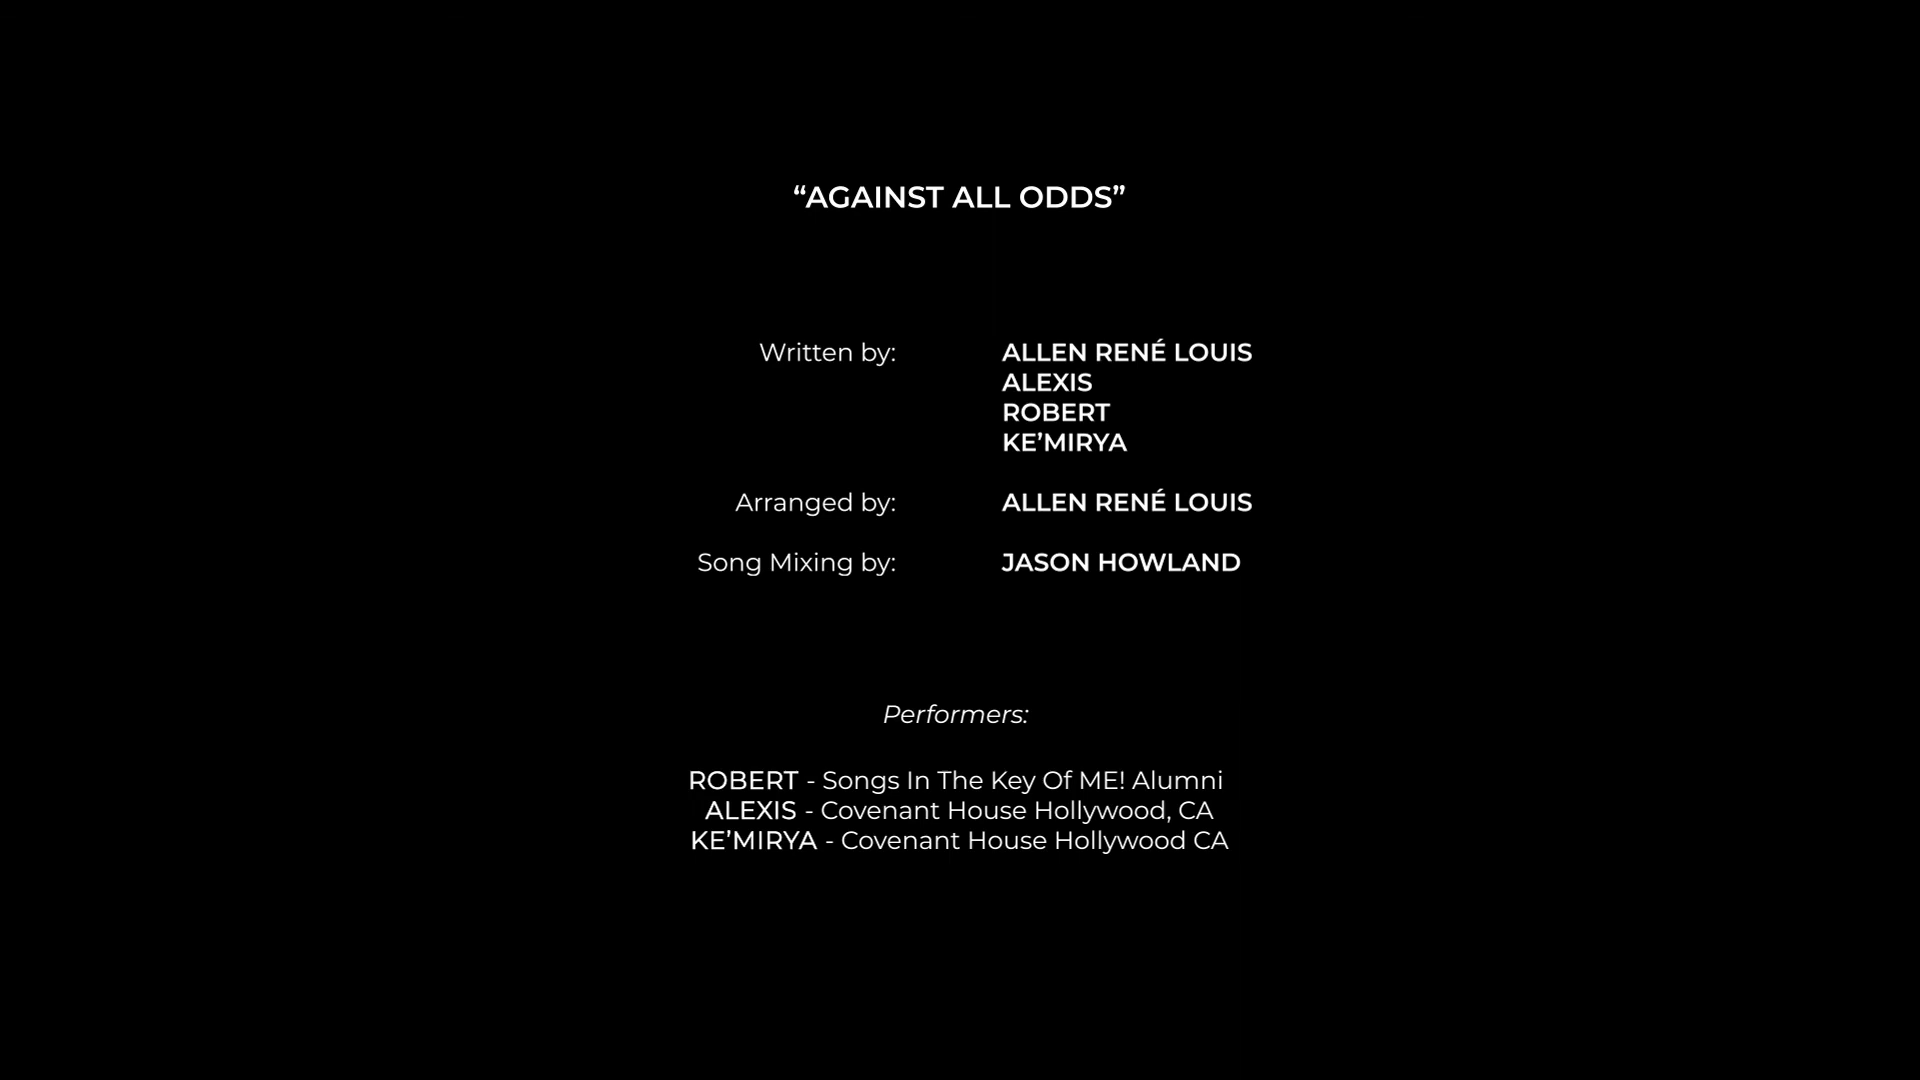 “AGAINST ALL ODDS”
Written by: ALLEN RENÉ LOUIS
ALEXIS
ROBERT
KE’MIRYA
Arranged by: ALLEN RENÉ LOUIS
Song Mixing by: JASON HOWLAND
Performers:
ROBERT - Songs In The Key Of ME! Alumni
ALEXIS - Covenant House Hollywood, CA
KE’MIRYA - Covenant House Hollywood CA